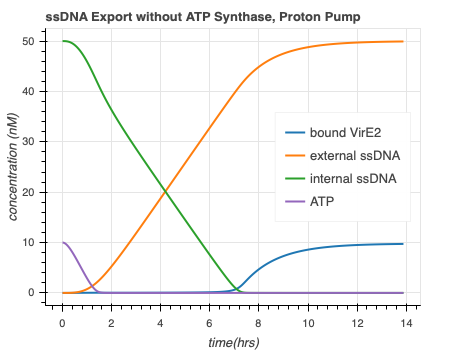 ssDNA Export without ATP Synthase, Proton Pump
50
40
30
20
10
0
concentration (nM)
bound VirE2
external ssDNA
internal ssDNA
ATP
0 2 4 6 8 10 12 14
time(hrs)